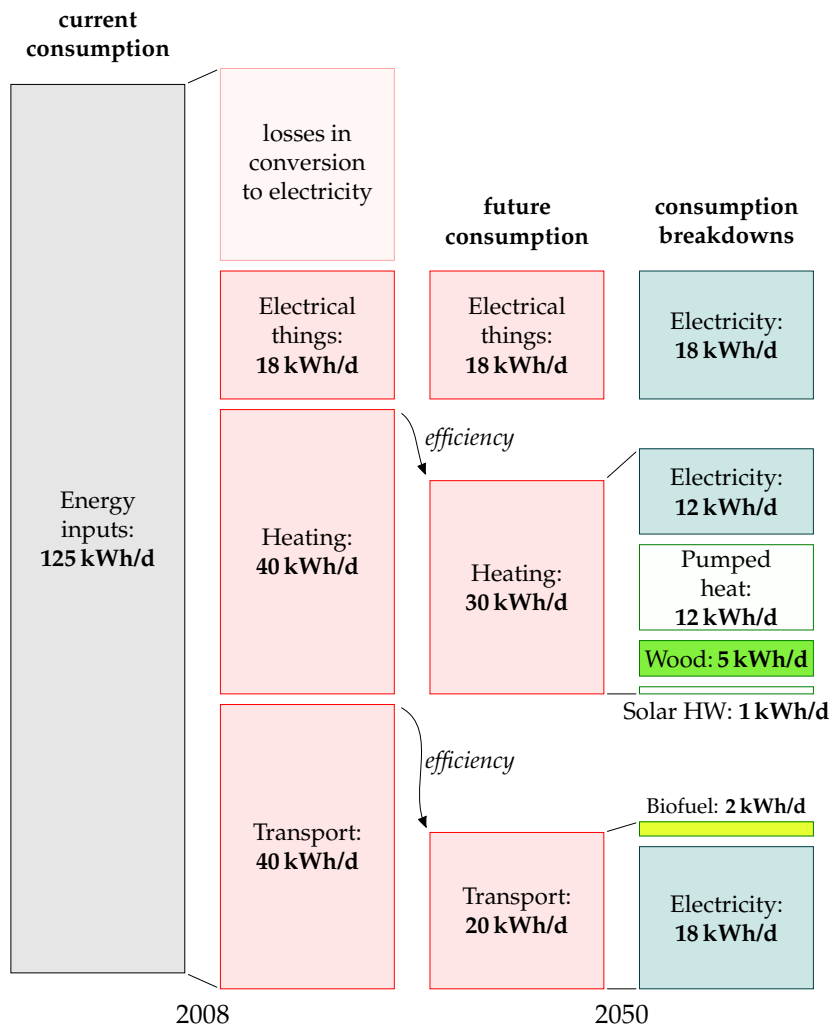 current
consumption
Energy
inputs:
125 kWh/d
losses in
conversion
to electricity
Electrical
things:
18 kWh/d
Heating:
40 kWh/d
Transport:
40 kWh/d
2008
efficiency
efficiency
future
consumption
Electrical
things:
18 kWh/d
Heating:
30 kWh/d
Transport:
20 kWh/d
consumption
breakdowns
Electricity:
18 kWh/d
Electricity:
12 kWh/d
Pumped
heat:
12 kWh/d
Wood: 5 kWh/d
Solar HW: 1 kWh/d
Biofuel: 2 kWh/d
Electricity:
18 kWh/d
2050